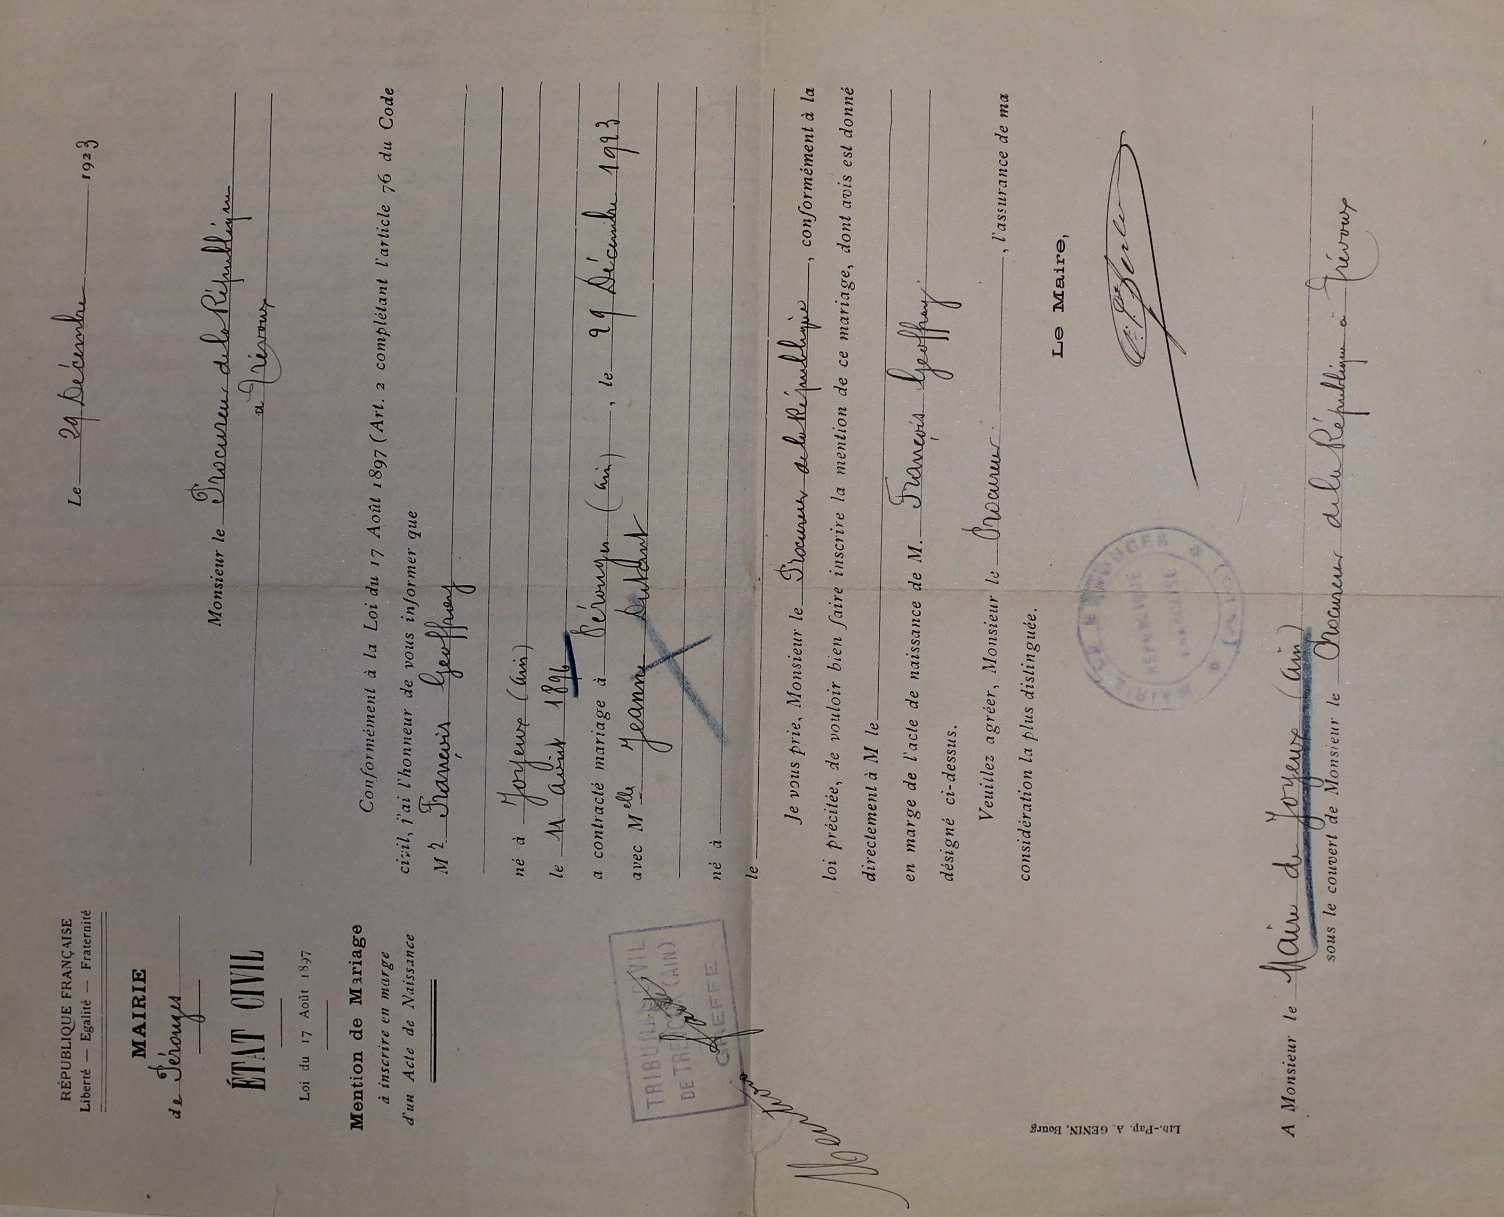 RÉPUBLIQUE FRANÇAISE
Liberté — Egalité — Fraternité
MAIRIE
de Pérouges
ÉTAT CIVIL
Loi du 17 Août 1897
Mention de Mariage
à inscrire en marge
d'un Acte de Naissance
TRIBUNAL CIVIL
DE TREVOUX (AIN)
GREFFE
Lib.-Pap. A. GENIN, Bourg
Le 29 Décembre 1923
Monsieur le Procureur de la République
à Trévoux
Conformément à la Loi du 17 Août 1897 (Art. 2 complétant l'article 76 du Code
civil, j'ai l'honneur de vous informer que
Mr François Geoffray
né à Joyeux (Ain)
le 11 avril 1896
a contracté mariage à Pérouges (Ain), le 29 Décembre 1923
avec Melle Jeanne
né à
le
Je vous prie, Monsieur le Procureur de la République, conformément à la
loi précitée, de vouloir bien faire inscrire la mention de ce mariage, dont avis est donné
directement à M le
en marge de l'acte de naissance de M. François Geoffray
désigné ci-dessus.
Veuillez agréer, Monsieur le Procureur, l'assurance de ma
considération la plus distinguée.
Le Maire,
MAIRIE DE PEROUGES
(AIN)
RÉPUBLIQUE
FRANÇAISE
A Monsieur le Maire de Joyeux (Ain)
sous le couvert de Monsieur le Procureur de la République à Trévoux